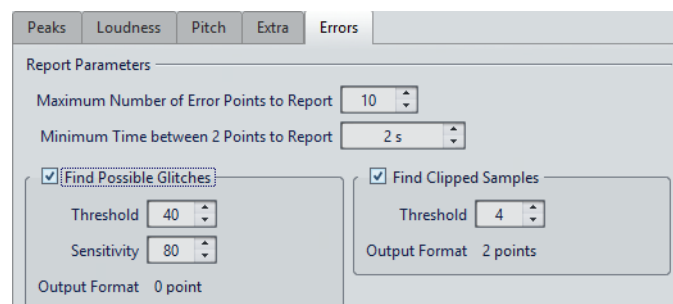 Peaks Loudness Pitch Extra Errors
Report Parameters
Maximum Number of Error Points to Report 10
Minimum Time between 2 Points to Report 2 s
Find Possible Glitches
Threshold 40
Sensitivity 80
Output Format 0 point
Find Clipped Samples
Threshold 4
Output Format 2 points